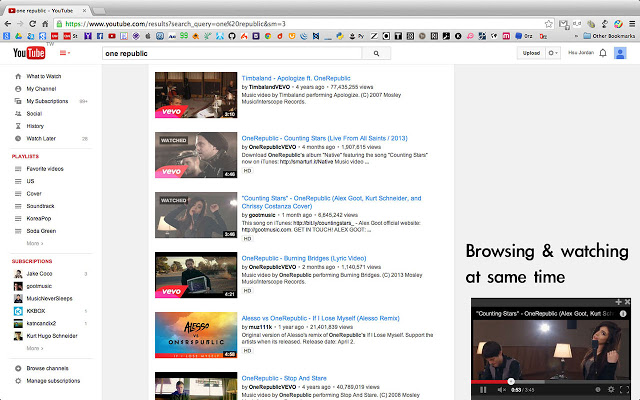 one republic - YouTube
https://www.youtube.com/results?search_query=one%20republic&sm=3
Other Bookmarks
YouTube TW
one republic
Upload
Hsu Jordan
What to Watch
My Channel
My Subscriptions 99+
Social
History
Watch Later 28
PLAYLISTS
Favorite videos
US
Cover
Soundtrack
KoreaPop
Soda Green
More >
SUBSCRIPTIONS
Jake Coco 3
gootmusic
MusicNeverSleeps
KKBOX
katncandix2
Kurt Hugo Schneider
More >
Browse channels
Manage subscriptions
vevo
3:10
Timbaland - Apologize ft. OneRepublic
by TimbalandVEVO • 4 years ago • 77,435,255 views
Music video by Timbaland performing Apologize. (C) 2007 Mosley
Music/Interscope Records.
WATCHED
vevo
4:46
OneRepublic - Counting Stars (Live From All Saints / 2013)
by OneRepublicVEVO • 4 months ago • 1,907,615 views
Download OneRepublic's album "Native" featuring the song "Counting Stars"
now on iTunes: http://smarturl.it/Native Music video ...
HD
WATCHED
3:46
"Counting Stars" - OneRepublic (Alex Goot, Kurt Schneider, and
Chrissy Costanza Cover)
by gootmusic • 1 month ago • 6,645,242 views
This song on iTunes: http://bit.ly/countingstars_ - Alex Goot official website:
http://gootmusic.com. GET IN TOUCH! ALEX GOOT: ...
HD
vevo
4:21
OneRepublic - Burning Bridges (Lyric Video)
by OneRepublicVEVO • 2 months ago • 1,140,571 views
Music video by OneRepublic performing Burning Bridges. (C) 2013 Mosley
Music/Interscope Records.
HD
ALESSO
VS
ONEREPUBLIC
4:58
Alesso vs OneRepublic - If I Lose Myself (Alesso Remix)
by muz111k • 1 year ago • 21,401,839 views
Original version of Alesso's remix of OneRepublic's If I Lose Myself. Support the
artists when its released. Release date: April 2.
HD
OneRepublic - Stop And Stare
by OneRepublicVEVO • 4 years ago • 40,789,019 views
Music video by OneRepublic performing Stop And Stare. (C) 2008 Mosley
Browsing & watching
at same time
"Counting Stars" - OneRepublic (Alex Goot, Kurt Schn
0:53 / 3:46